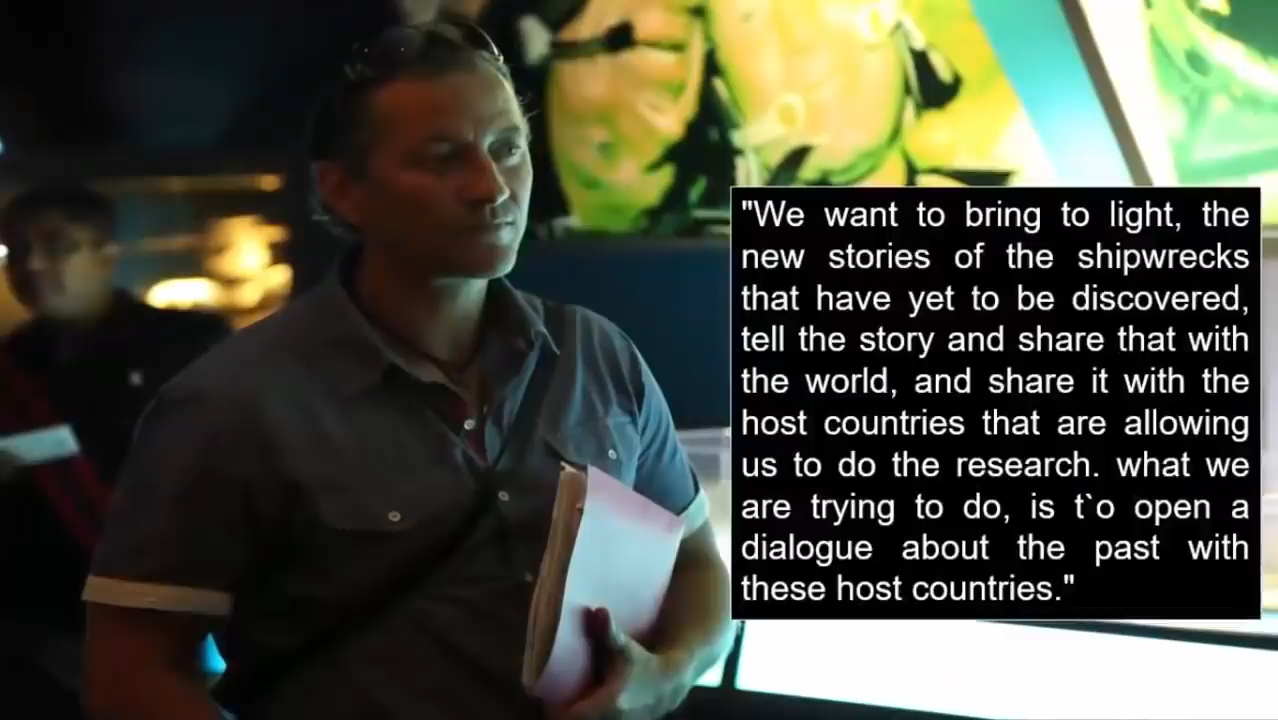 "We want to bring to light, the
new stories of the shipwrecks
that have yet to be discovered,
tell the story and share that with
the world, and share it with the
host countries that are allowing
us to do the research. what we
are trying to do, is t`o open a
dialogue about the past with
these host countries."